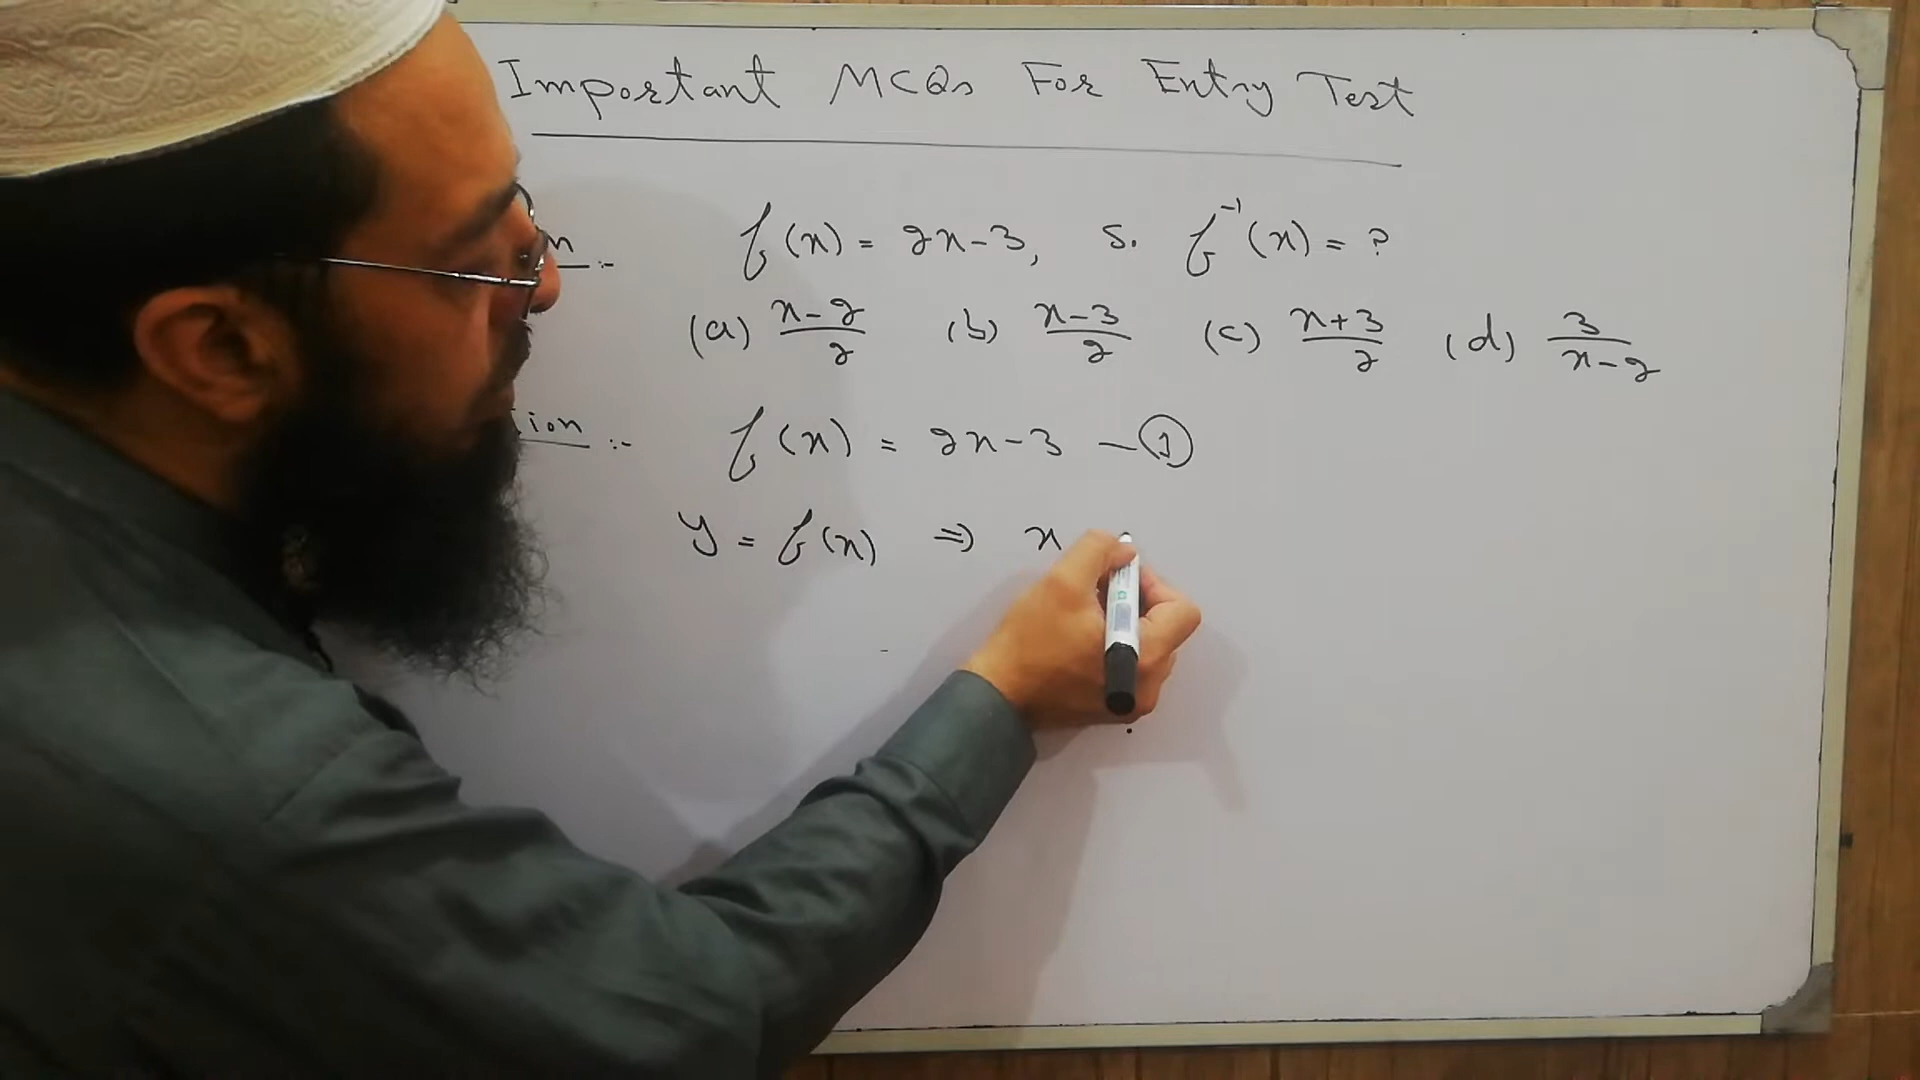 Important MCQs For Entry Test
n :- f(x) = 2x-3, s. f⁻¹(x) = ?
(a) x-2/2 (b) x-3/2 (c) x+3/2 (d) 3/x-2
tion :- f(x) = 2x-3 — ①
y = f(x) ⇒ x